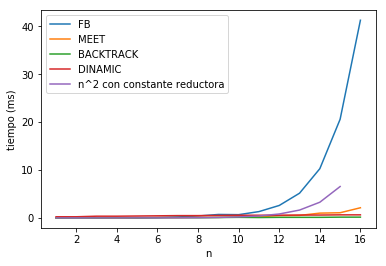 FB
MEET
BACKTRACK
DINAMIC
n^2 con constante reductora
tiempo (ms)
40
30
20
10
0
2 4 6 8 10 12 14 16
n